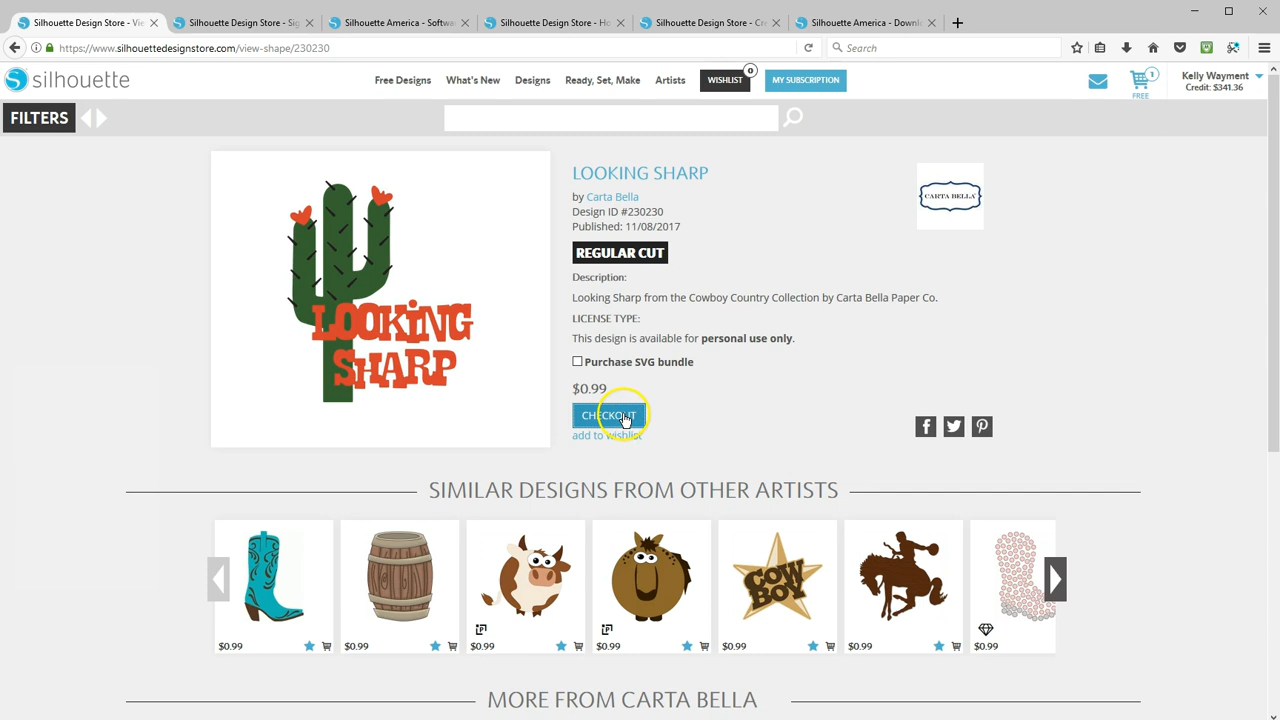 Silhouette Design Store - Vie
Silhouette Design Store - Sig
Silhouette America - Softwa
Silhouette Design Store - Ho
Silhouette Design Store - Cre
Silhouette America - Downl
https://www.silhouettedesignstore.com/view-shape/230230
Search
silhouette
Free Designs
What's New
Designs
Ready, Set, Make
Artists
WISHLIST
0
MY SUBSCRIPTION
1
FREE
Kelly Wayment
Credit: $341.36
FILTERS
LOOKING SHARP
by Carta Bella
Design ID #230230
Published: 11/08/2017
REGULAR CUT
Description:
Looking Sharp from the Cowboy Country Collection by Carta Bella Paper Co.
LICENSE TYPE:
This design is available for personal use only.
Purchase SVG bundle
$0.99
CHECKOUT
add to wishlist
CARTA BELLA
LOOKING
SHARP
SIMILAR DESIGNS FROM OTHER ARTISTS
COW
BOY
$0.99
$0.99
$0.99
$0.99
$0.99
$0.99
$0.99
MORE FROM CARTA BELLA